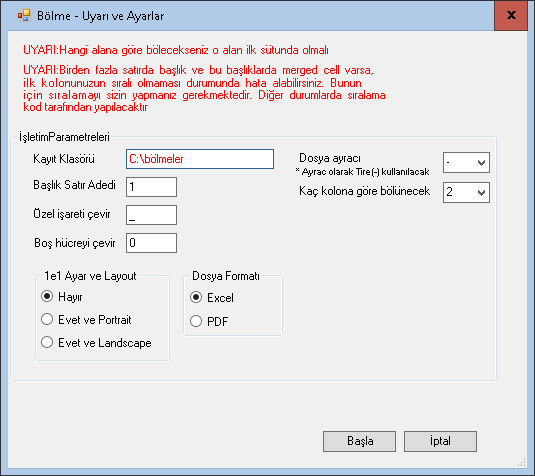 Bölme - Uyarı ve Ayarlar
X
UYARI:Hangi alana göre bölecekseniz o alan ilk sütunda olmalı
UYARI:Birden fazla satırda başlık ve bu başlıklarda merged cell varsa,
ilk kolonunuzun sıralı olmaması durumunda hata alabilirsiniz. Bunun
için sıralamayı sizin yapmanız gerekmektedir. Diğer durumlarda sıralama
kod tarafından yapılacaktır
İşletimParametreleri
Kayıt Klasörü C:\bölmeler
Dosya ayıracı -
* Ayrac olarak Tire(-) kullanılacak
Başlık Satır Adedi 1
Kaç kolona göre bölünecek 2
Özel işareti çevir _
Boş hücreyi çevir 0
1e1 Ayar ve Layout
Hayır
Evet ve Portrait
Evet ve Landscape
Dosya Formatı
Excel
PDF
Başla
İptal